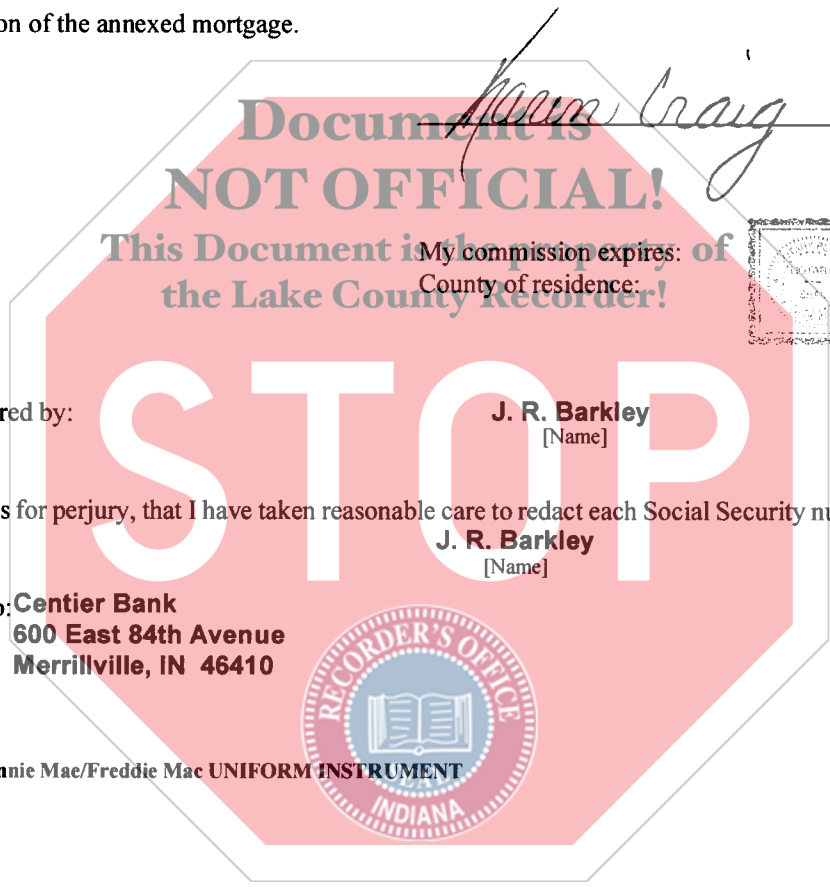 on of the annexed mortgage.
Karen Craig
Document is
NOT OFFICIAL!
This Document is the property of
the Lake County Recorder!
My commission expires:
County of residence:
STOP
red by:
J. R. Barkley
[Name]
s for perjury, that I have taken reasonable care to redact each Social Security nu
J. R. Barkley
[Name]
o: Centier Bank
600 East 84th Avenue
Merrillville, IN 46410
RECORDER'S OFFICE
SEAL
INDIANA
nnie Mae/Freddie Mac UNIFORM INSTRUMENT